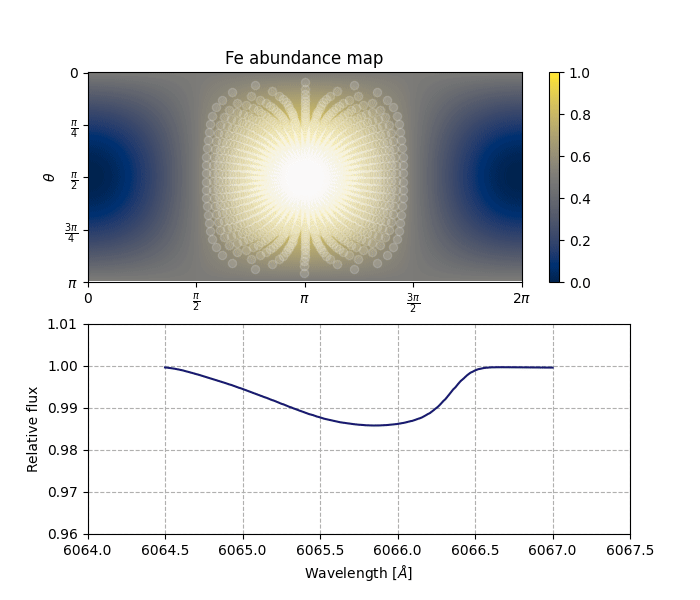 Fe abundance map
0
π/4
π/2
3π/4
π
θ
0
π/2
π
3π/2
2π
1.0
0.8
0.6
0.4
0.2
0.0
1.01
1.00
0.99
0.98
0.97
0.96
Relative flux
6064.0 6064.5 6065.0 6065.5 6066.0 6066.5 6067.0 6067.5
Wavelength [Å]